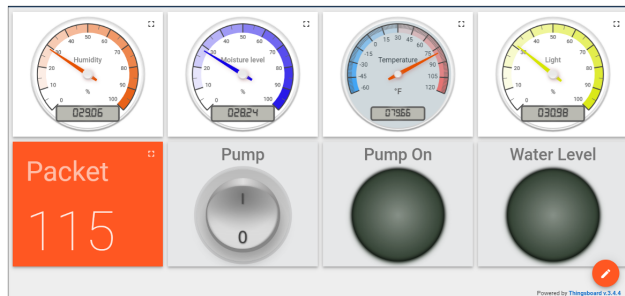 Humidity
%
0 10 20 30 40 50 60 70 80 90 100
029.06
Moisture level
%
0 10 20 30 40 50 60 70 80 90 100
028.24
Temperature
°F
-60 -45 -30 -15 0 15 30 45 60 75 90 105 120
079.66
Light
%
0 10 20 30 40 50 60 70 80 90 100
030.98
Packet
115
Pump
I
0
Pump On
Water Level
Powered by Thingsboard v.3.4.4